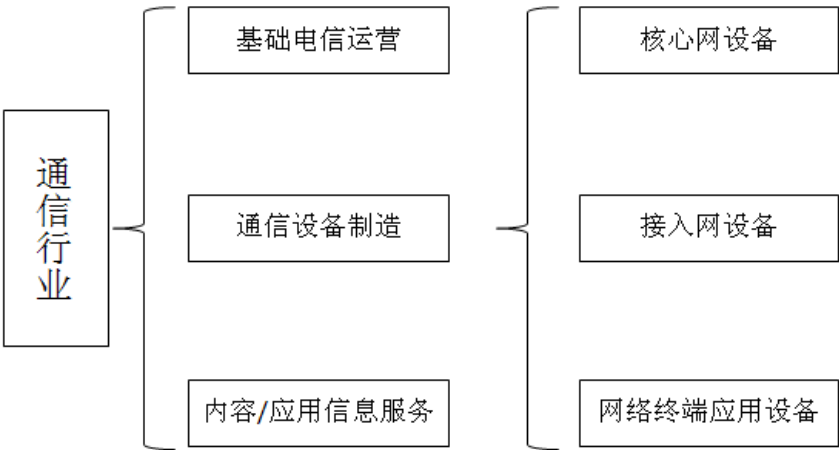 通信行业
基础电信运营
通信设备制造
内容/应用信息服务
核心网设备
接入网设备
网络终端应用设备